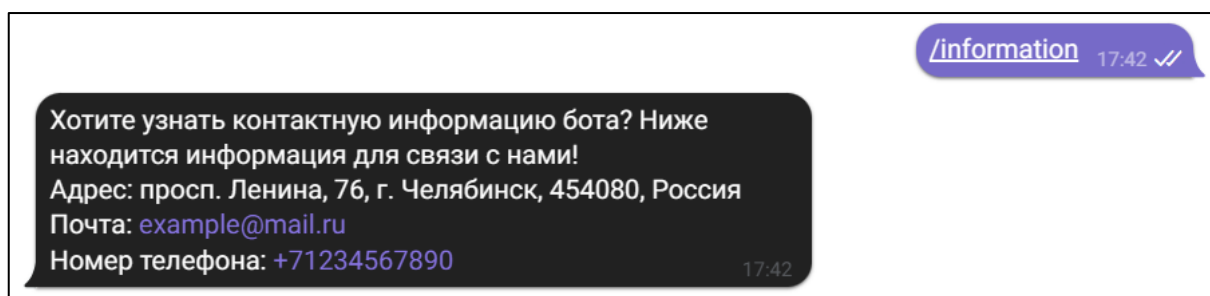 /information 17:42
Хотите узнать контактную информацию бота? Ниже
находится информация для связи с нами!
Адрес: просп. Ленина, 76, г. Челябинск, 454080, Россия
Почта: example@mail.ru
Номер телефона: +71234567890 17:42